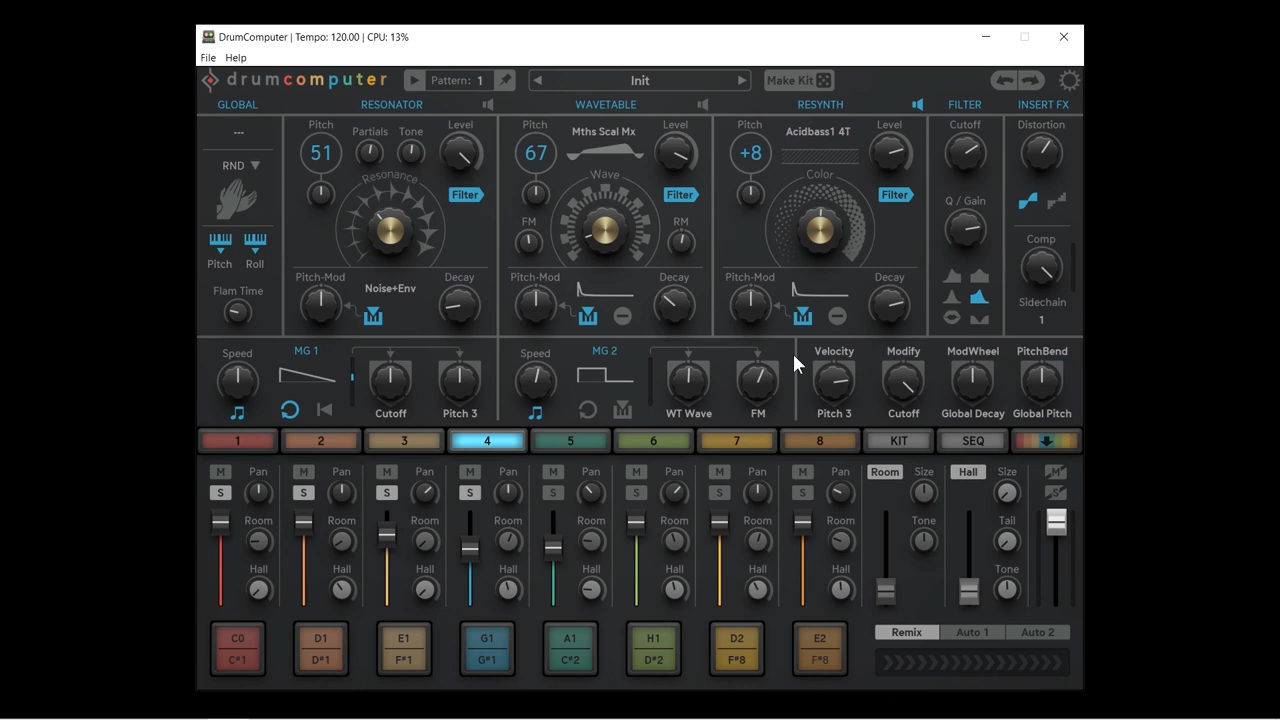 DrumComputer | Tempo: 120.00 | CPU: 13%
File Help
drumcomputer Pattern: 1 Init Make Kit
GLOBAL RESONATOR WAVETABLE RESYNTH FILTER INSERT FX
--- Pitch Partials Tone Level Pitch Mths Scal Mx Level Pitch Acidbass1 4T Level Cutoff Distortion
51 67 +8
RND Resonance Filter Wave Filter Color Filter Q / Gain
FM RM
Pitch Roll Comp
Flam Time Pitch-Mod Noise+Env Decay Pitch-Mod Decay Pitch-Mod Decay Sidechain
M M M 1
Speed MG 1 Speed MG 2 Velocity Modify ModWheel PitchBend
Cutoff Pitch 3 M WT Wave FM Pitch 3 Cutoff Global Decay Global Pitch
1 2 3 4 5 6 7 8 KIT SEQ
M Pan M Pan M Pan M Pan M Pan M Pan M Pan M Pan Room Size Hall Size M
S S S S S S S S S
Room Room Room Room Room Room Room Room Tone Tail
Hall Hall Hall Hall Hall Hall Hall Hall Tone
C0 D1 E1 G1 A1 H1 D2 E2 Remix Auto 1 Auto 2
C#1 D#1 F#1 G#1 C#2 D#2 F#8 F#8